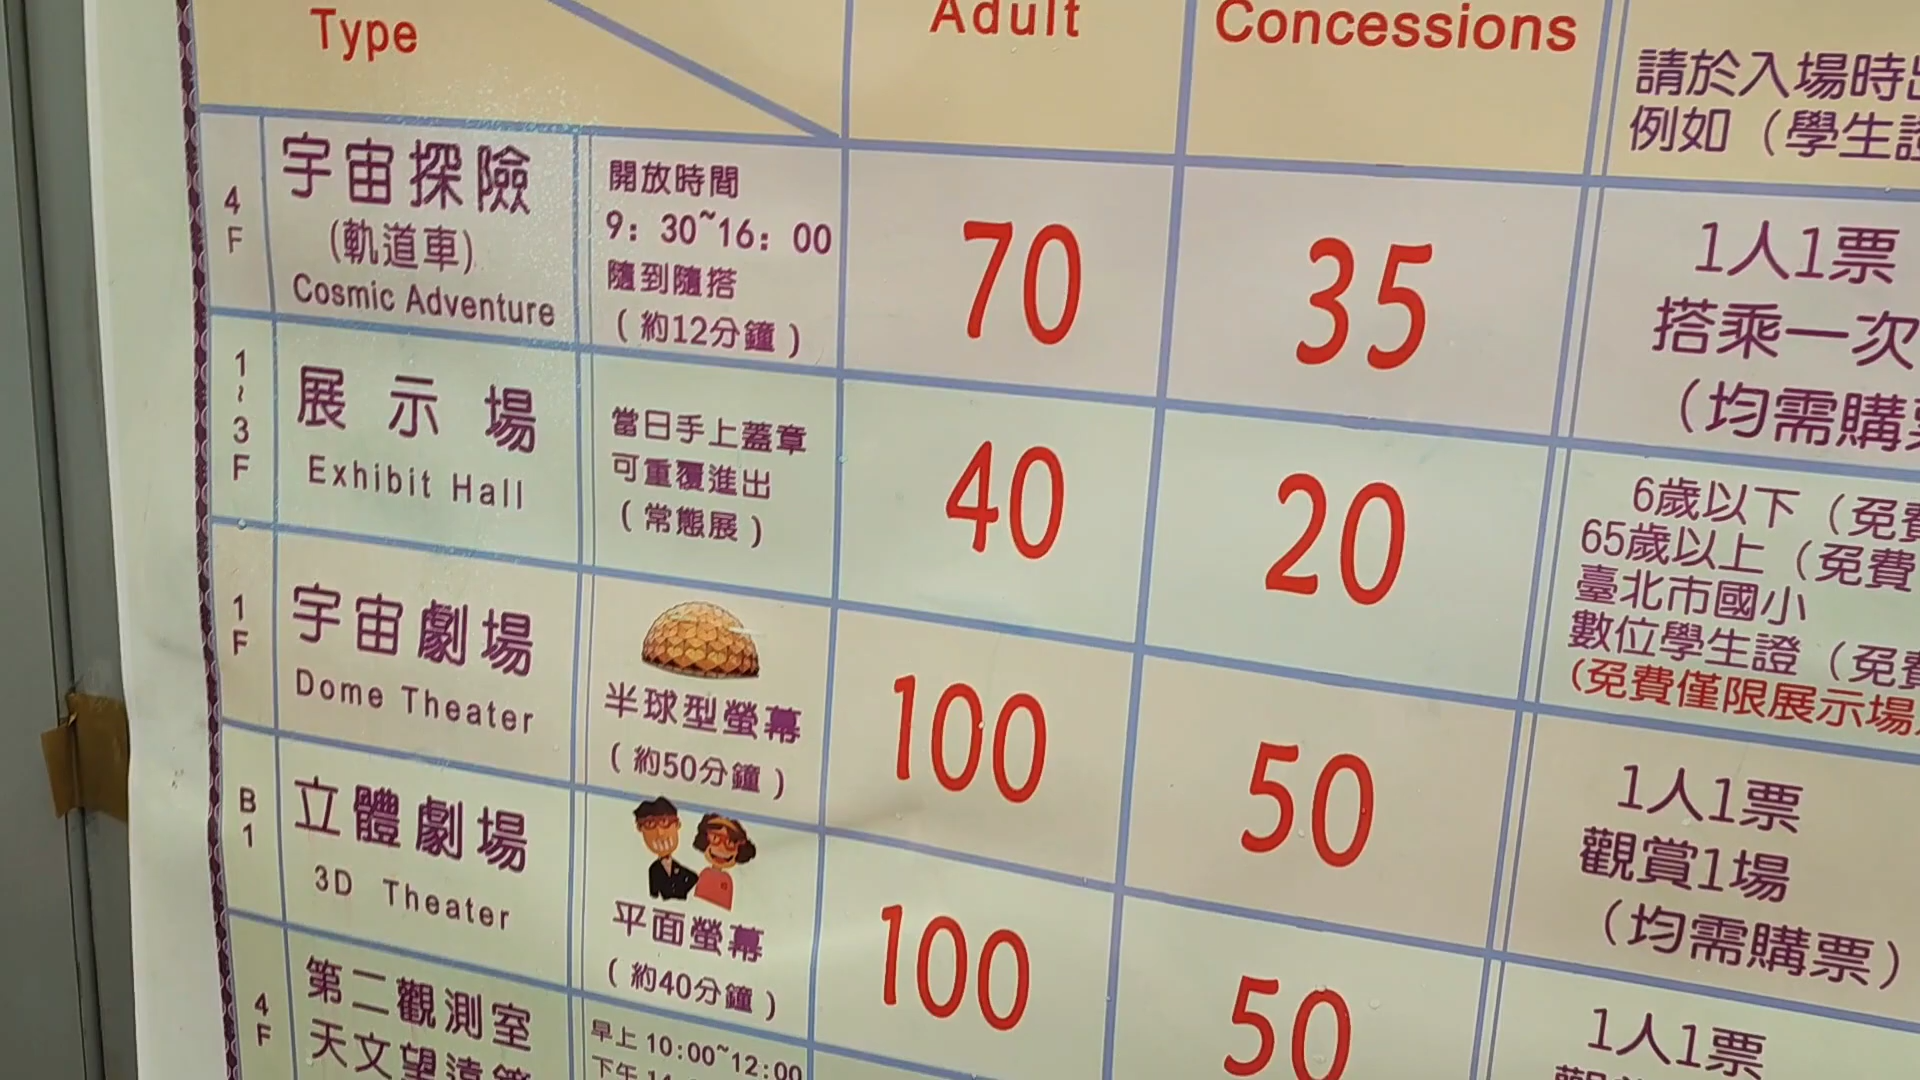 Type
Adult
Concessions
請於入場時
例如（學生證
4F
宇宙探險
(軌道車)
Cosmic Adventure
開放時間
9：30~16：00
隨到隨搭
（約12分鐘）
70
35
1人1票
搭乘一次
（均需購票
1~3F
展示場
Exhibit Hall
當日手上蓋章
可重覆進出
（常態展）
40
20
6歲以下（免費
65歲以上（免費
臺北市國小
數位學生證（免費
(免費僅限展示場
1F
宇宙劇場
Dome Theater
半球型螢幕
（約50分鐘）
100
50
1人1票
觀賞1場
（均需購票）
B1
立體劇場
3D Theater
平面螢幕
（約40分鐘）
100
50
1人1票
4F
第二觀測室
天文望遠鏡
早上 10:00~12:00
下午